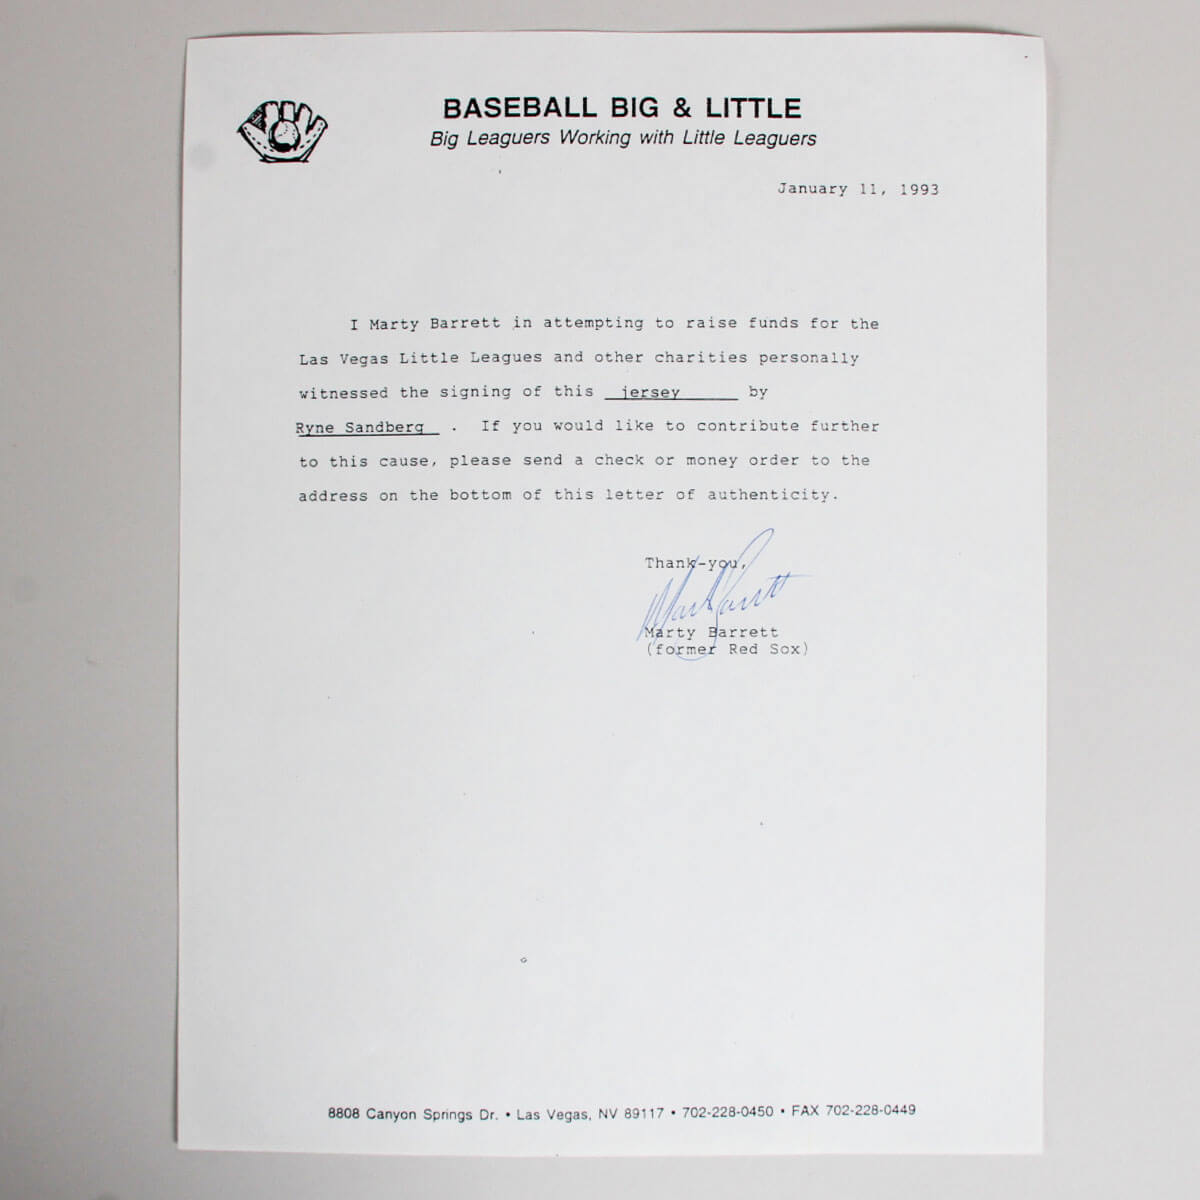 BASEBALL BIG & LITTLE
Big Leaguers Working with Little Leaguers
January 11, 1993
I Marty Barrett in attempting to raise funds for the
Las Vegas Little Leagues and other charities personally
witnessed the signing of this jersey by
Ryne Sandberg . If you would like to contribute further
to this cause, please send a check or money order to the
address on the bottom of this letter of authenticity.
Thank-you,
Marty Barrett
Marty Barrett
(former Red Sox)
8808 Canyon Springs Dr. • Las Vegas, NV 89117 • 702-228-0450 • FAX 702-228-0449